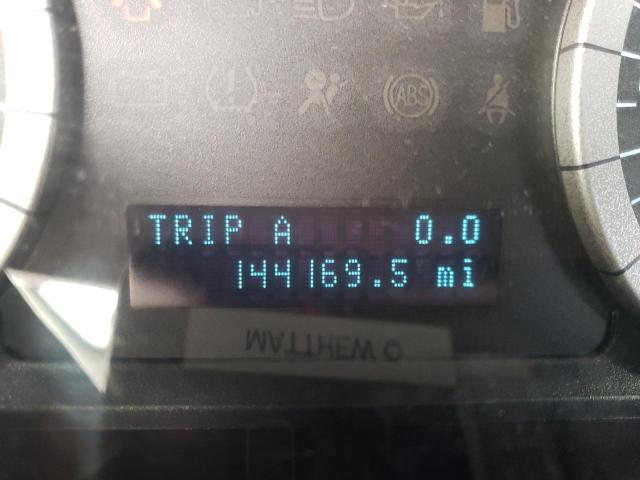 ABS
TRIP A 0.0
144169.5 mi
MATTHEW O